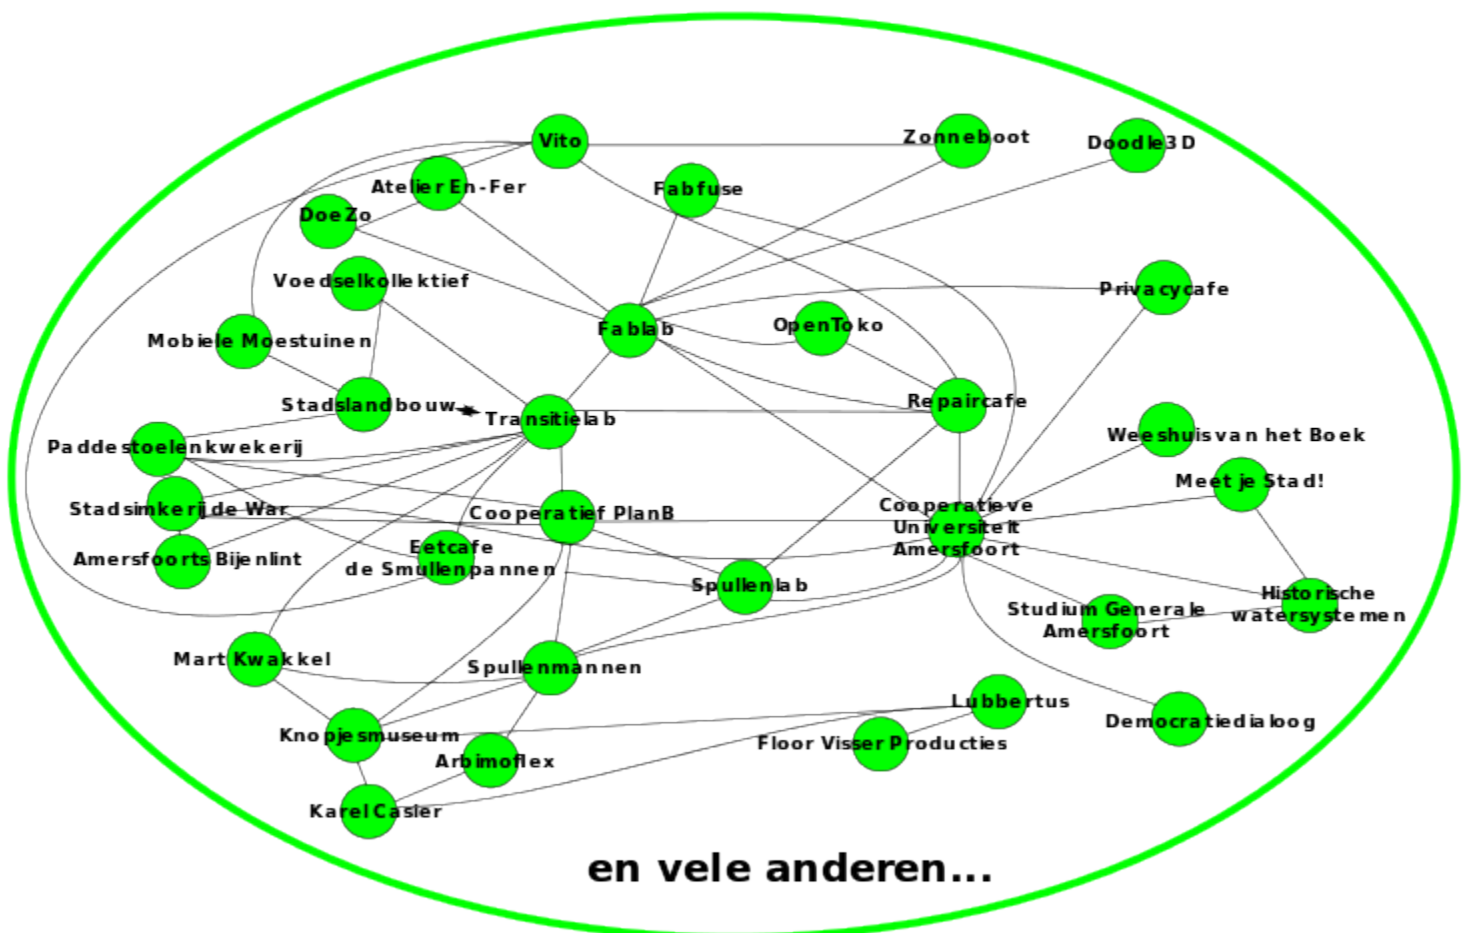 Vito
Zonneboot
Doodle3D
Atelier En-Fer
Fabfuse
DoeZo
Voedselkollektief
Privacycafe
Fablab
OpenToko
Mobiele Moestuinen
Stadslandbouw
Transitielab
Repaircafe
Weeshuis van het Boek
Paddestoelenkwekerij
Meet je Stad!
Stadsimkerij de War
Cooperatief PlanB
Cooperatieve
Universiteit
Amersfoort
Amersfoorts Bijenlint
Eetcafe
de Smullenpannen
Spullenlab
Historische
watersystemen
Studium Generale
Amersfoort
Mart Kwakkel
Spullenmannen
Lubbertus
Democratiedialoog
Knopjesmuseum
Floor Visser Producties
Arbimoflex
Karel Casier
en vele anderen...